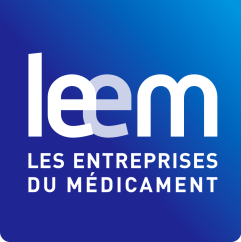 leem
LES ENTREPRISES
DU MÉDICAMENT